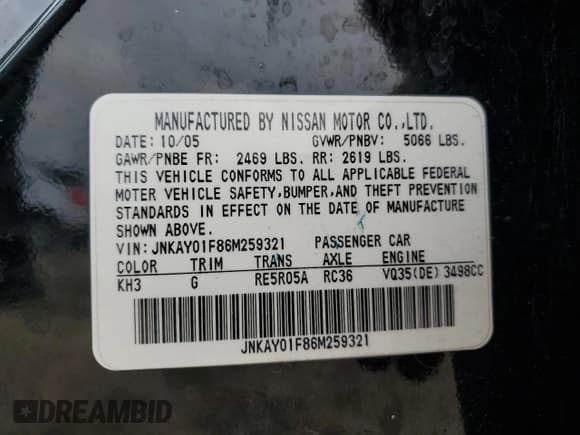 MANUFACTURED BY NISSAN MOTOR CO.,LTD.
DATE: 10/05 GVWR/PNBV: 5066 LBS.
GAWR/PNBE FR: 2469 LBS. RR: 2619 LBS.
THIS VEHICLE CONFORMS TO ALL APPLICABLE FEDERAL
MOTOR VEHICLE SAFETY,BUMPER,AND THEFT PREVENTION
STANDARDS IN EFFECT ON THE DATE OF MANUFACTURE
SHOWN ABOVE.
VIN: JNKAY01F86M259321 PASSENGER CAR
COLOR TRIM TRANS AXLE ENGINE
KH3 G RE5R05A RC36 VQ35(DE) 3498CC
JNKAY01F86M259321
DREAMBID